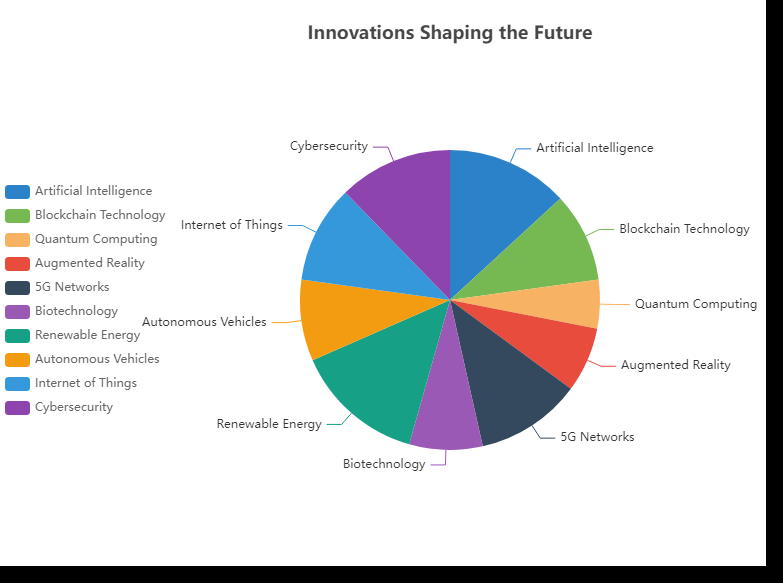 Innovations Shaping the Future
Artificial Intelligence
Blockchain Technology
Quantum Computing
Augmented Reality
5G Networks
Biotechnology
Renewable Energy
Autonomous Vehicles
Internet of Things
Cybersecurity
Cybersecurity
Artificial Intelligence
Internet of Things
Blockchain Technology
Quantum Computing
Autonomous Vehicles
Augmented Reality
Renewable Energy
5G Networks
Biotechnology